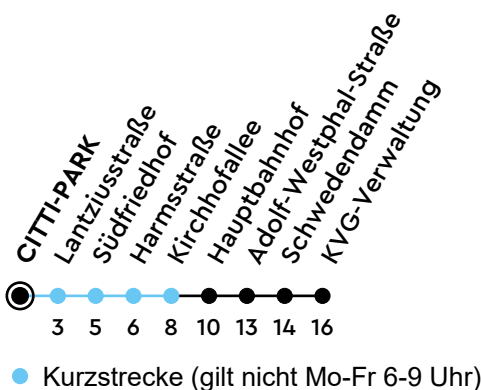 CITTI-PARK
Lantziusstraße
Südfriedhof
Harmsstraße
Kirchhofallee
Hauptbahnhof
Adolf-Westphal-Straße
Schwedendamm
KVG-Verwaltung
3 5 6 8 10 13 14 16
Kurzstrecke (gilt nicht Mo-Fr 6-9 Uhr)